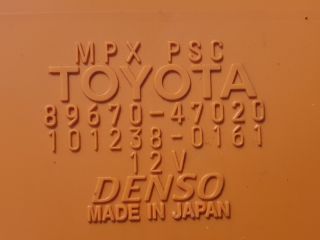 MPX PSC
TOYOTA
89670-47020
101238-0161
12V
DENSO
MADE IN JAPAN